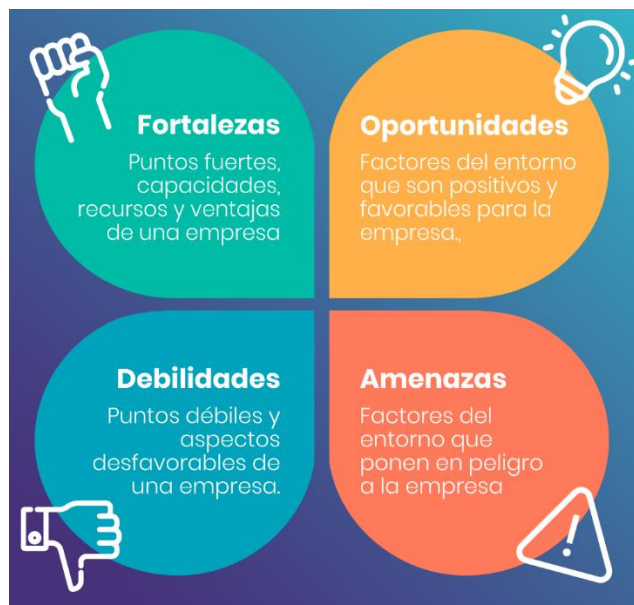 Fortalezas
Puntos fuertes,
capacidades,
recursos y ventajas
de una empresa
Oportunidades
Factores del entorno
que son positivos y
favorables para la
empresa.,
Debilidades
Puntos débiles y
aspectos
desfavorables de
una empresa.
Amenazas
Factores del
entorno que
ponen en peligro
a la empresa